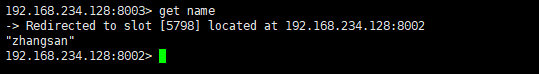 192.168.234.128:8003> get name
-> Redirected to slot [5798] located at 192.168.234.128:8002
"zhangsan"
192.168.234.128:8002>